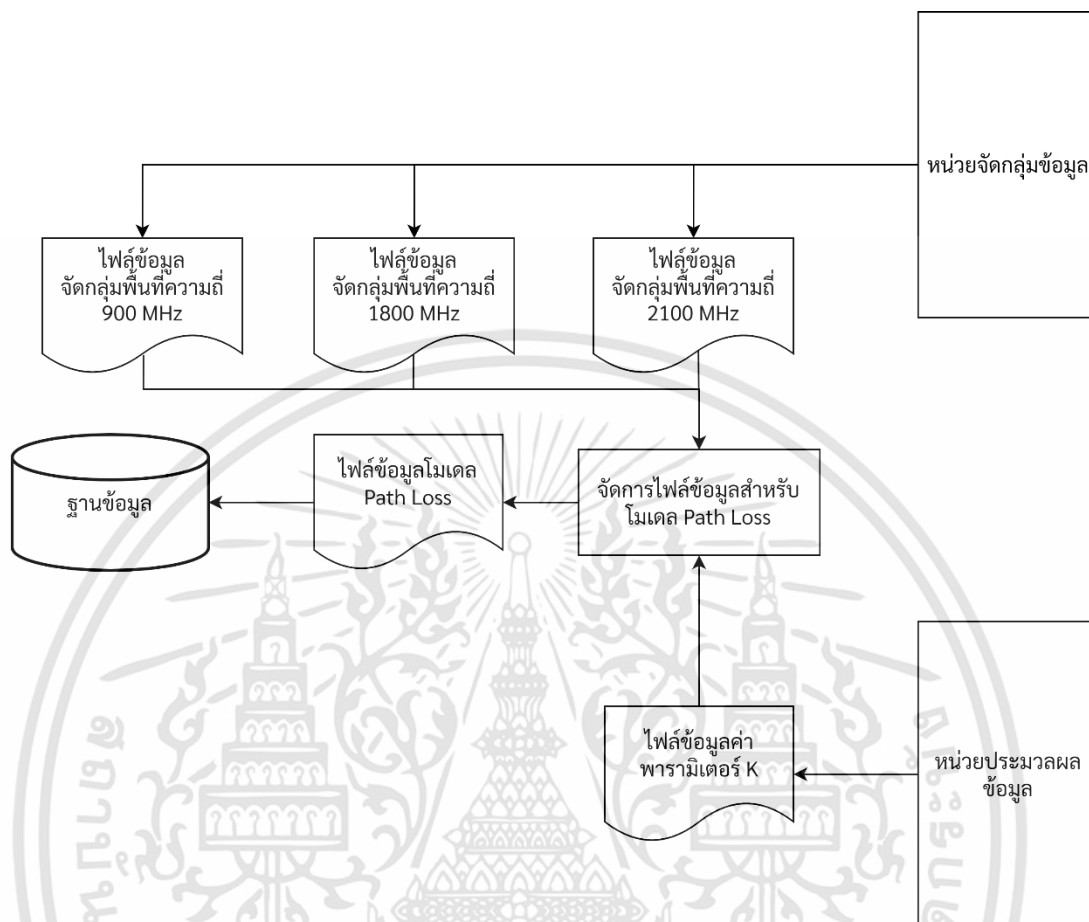 หน่วยจัดกลุ่มข้อมูล
ไฟล์ข้อมูล
จัดกลุ่มพื้นที่ความถี่
900 MHz
ไฟล์ข้อมูล
จัดกลุ่มพื้นที่ความถี่
1800 MHz
ไฟล์ข้อมูล
จัดกลุ่มพื้นที่ความถี่
2100 MHz
ฐานข้อมูล
ไฟล์ข้อมูลโมเดล
Path Loss
จัดการไฟล์ข้อมูลสำหรับ
โมเดล Path Loss
ไฟล์ข้อมูลค่า
พารามิเตอร์ K
หน่วยประมวลผล
ข้อมูล